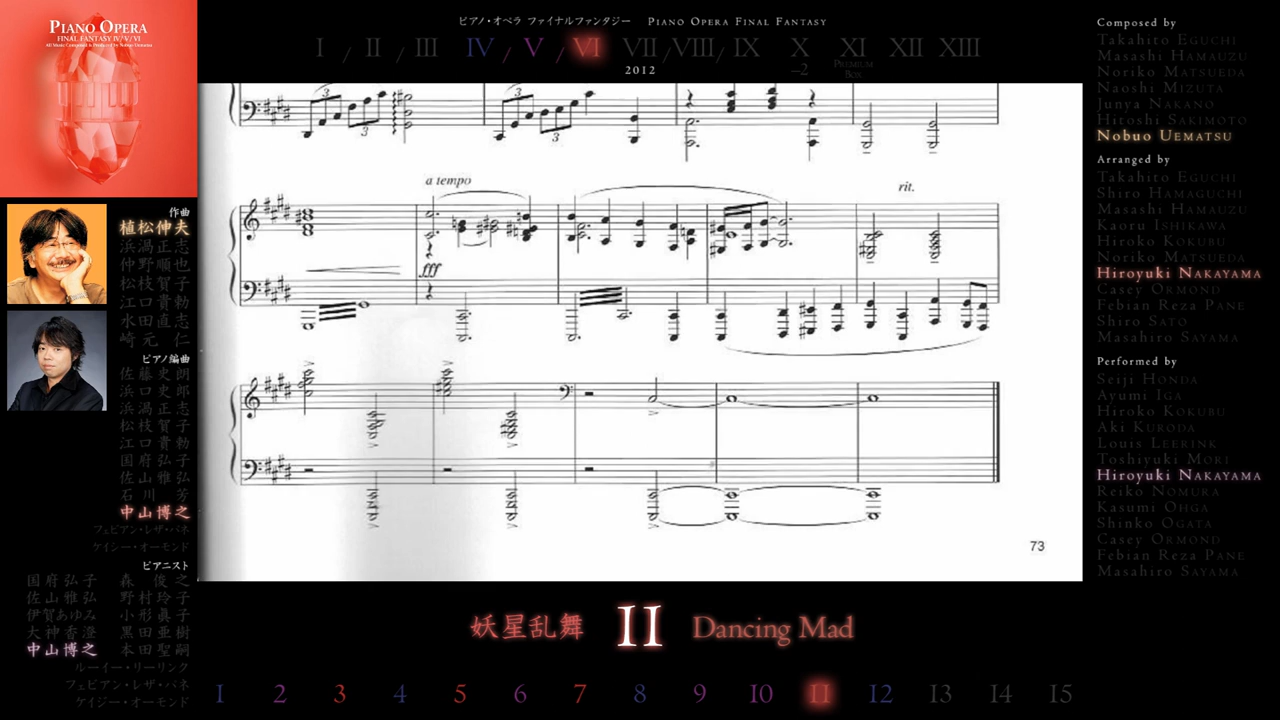 PIANO OPERA
FINAL FANTASY IV/V/VI
All Music Composed & Produced by Nobuo Uematsu
ピアノ・オペラ ファイナルファンタジー PIANO OPERA FINAL FANTASY
I / II / III IV / V / VI VII / VIII / IX X XI XII XIII
2012
–2
PREMIUM
BOX
作曲
植松伸夫
浜渦正志
仲野順也
松枝賀子
江口貴勅
水田直志
崎元仁
ピアノ編曲
佐藤史朗
浜口史郎
浜渦正志
松枝賀子
江口貴勅
国府弘子
佐山雅弘
石川芳
中山博之
フェビアン・レザ・パネ
ケイシー・オーモンド
ピアニスト
国府弘子 森俊之
佐山雅弘 野村玲子
伊賀あゆみ 小形眞子
大神香澄 黒田亜樹
中山博之 本田聖嗣
ルーイー・リーリンク
フェビアン・レザ・パネ
ケイジー・オーモンド
3
3
3
3
a tempo
rit.
fff
73
妖星乱舞 II Dancing Mad
1 2 3 4 5 6 7 8 9 10 11 12 13 14 15
Composed by
Takahito EGUCHI
Masashi HAMAUZU
Noriko MATSUEDA
Naoshi MIZUTA
Junya NAKANO
Hitoshi SAKIMOTO
Nobuo UEMATSU
Arranged by
Takahito EGUCHI
Shiro HAMAGUCHI
Masashi HAMAUZU
Kaoru ISHIKAWA
Hiroko KOKUBU
Noriko MATSUEDA
Hiroyuki NAKAYAMA
Casey ORMOND
Febian Reza PANE
Shiro SATO
Masahiro SAYAMA
Performed by
Seiji HONDA
Ayumi IGA
Hiroko KOKUBU
Aki KURODA
Louis LEERINK
Toshiyuki MORI
Hiroyuki NAKAYAMA
Reiko NOMURA
Kasumi OHGA
Shinko OGATA
Casey ORMOND
Febian Reza PANE
Masahiro SAYAMA